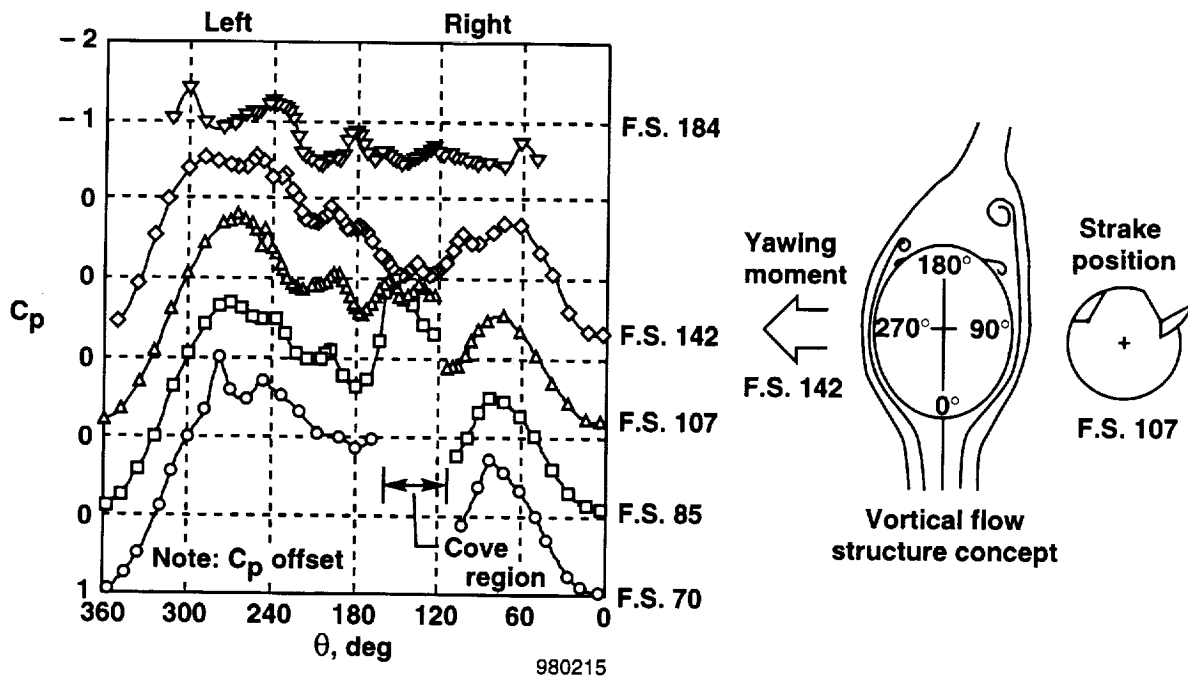 Left
Right
– 2
– 1
0
0
0
0
0
1
Cp
F.S. 184
F.S. 142
F.S. 107
F.S. 85
F.S. 70
Note: Cp offset
Cove
region
360
300
240
180
120
60
0
θ, deg
980215
Yawing
moment
F.S. 142
180°
270°
90°
0°
Vortical flow
structure concept
Strake
position
F.S. 107